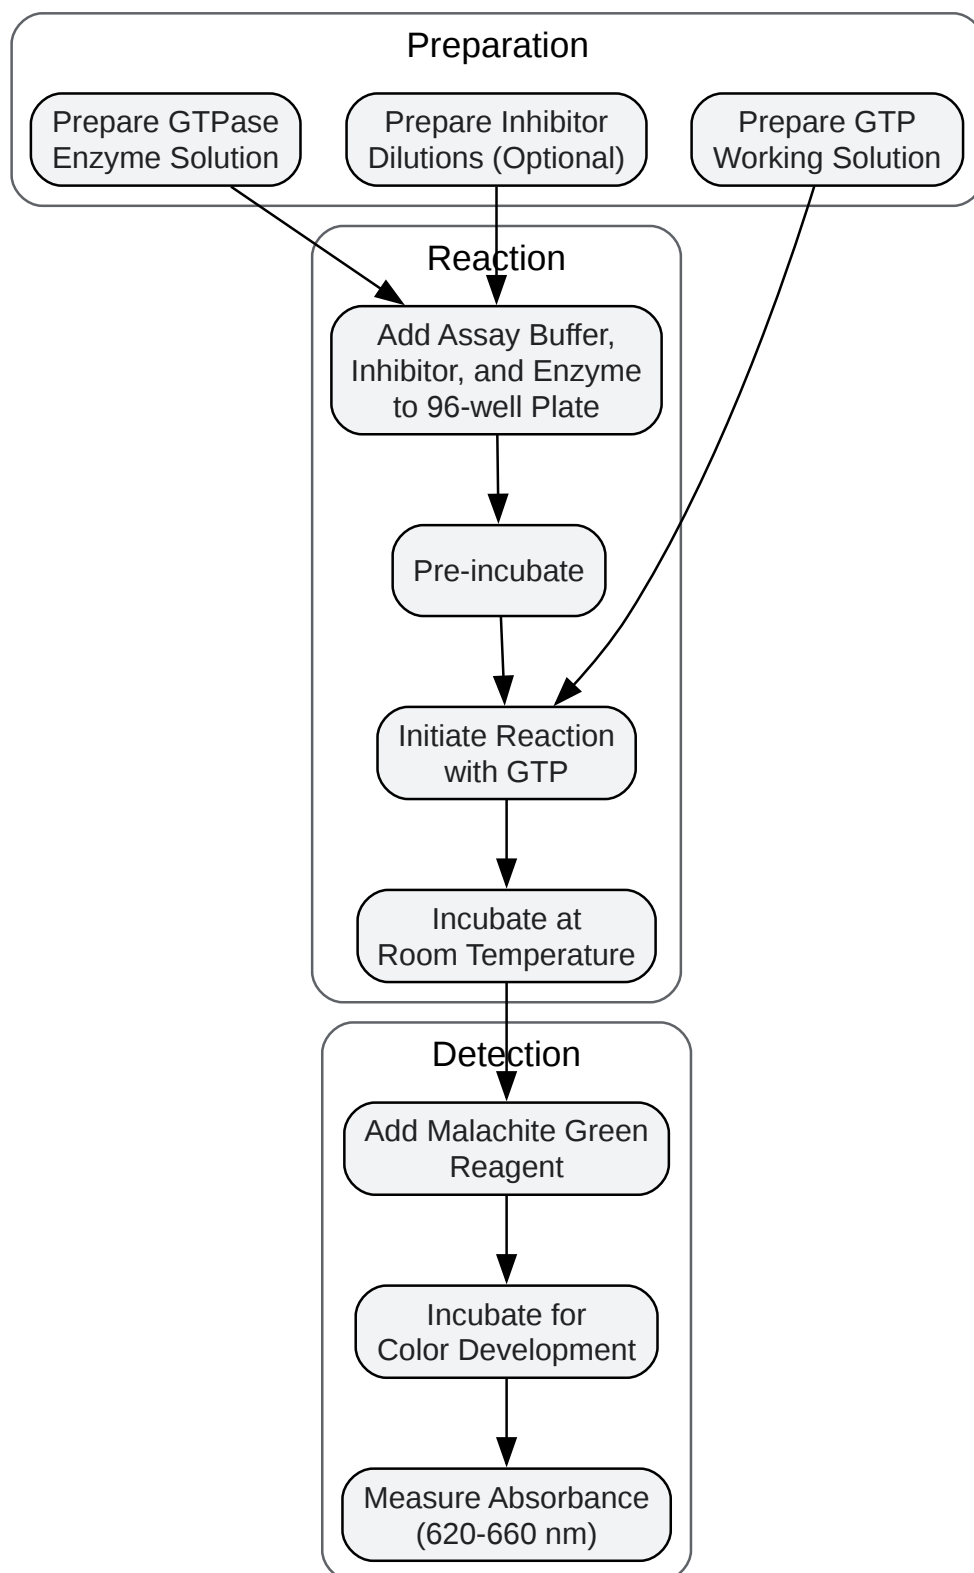 Preparation
Prepare GTPase
Enzyme Solution
Prepare Inhibitor
Dilutions (Optional)
Prepare GTP
Working Solution
Reaction
Add Assay Buffer,
Inhibitor, and Enzyme
to 96-well Plate
Pre-incubate
Initiate Reaction
with GTP
Incubate at
Room Temperature
Detection
Add Malachite Green
Reagent
Incubate for
Color Development
Measure Absorbance
(620-660 nm)